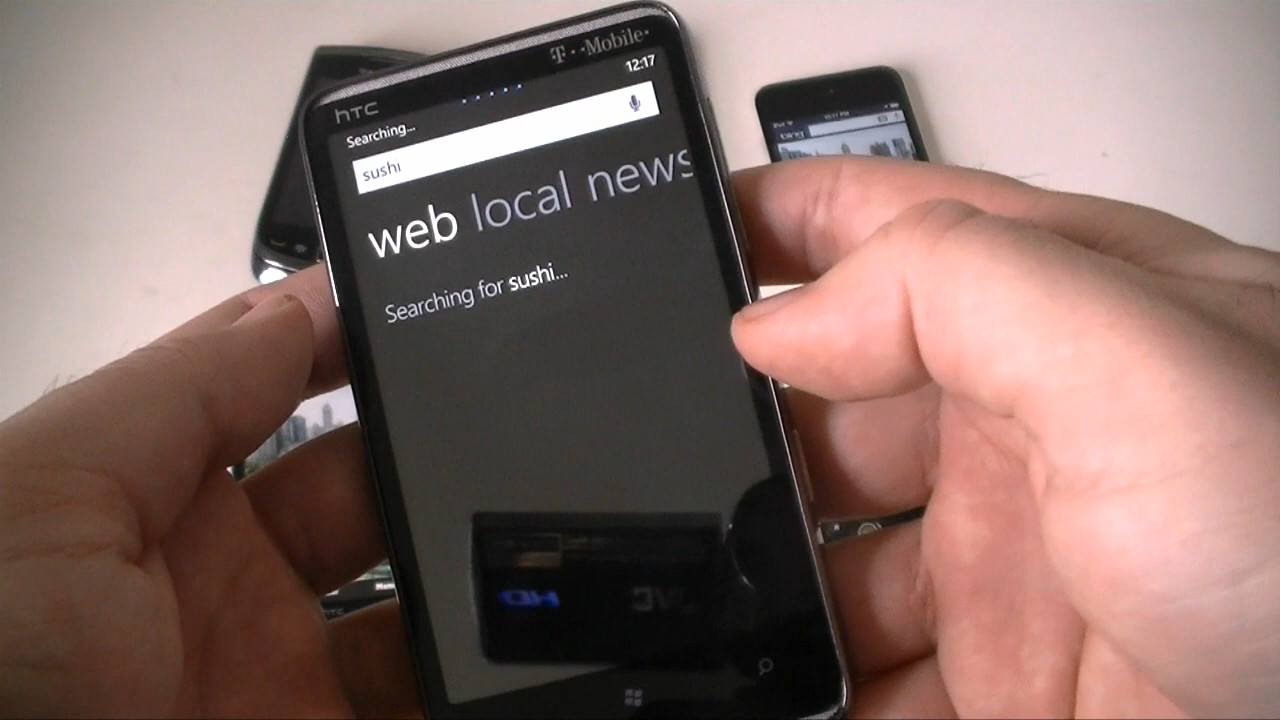 T··Mobile·
12:17
hTC
Searching...
sushi
web local news
Searching for sushi...